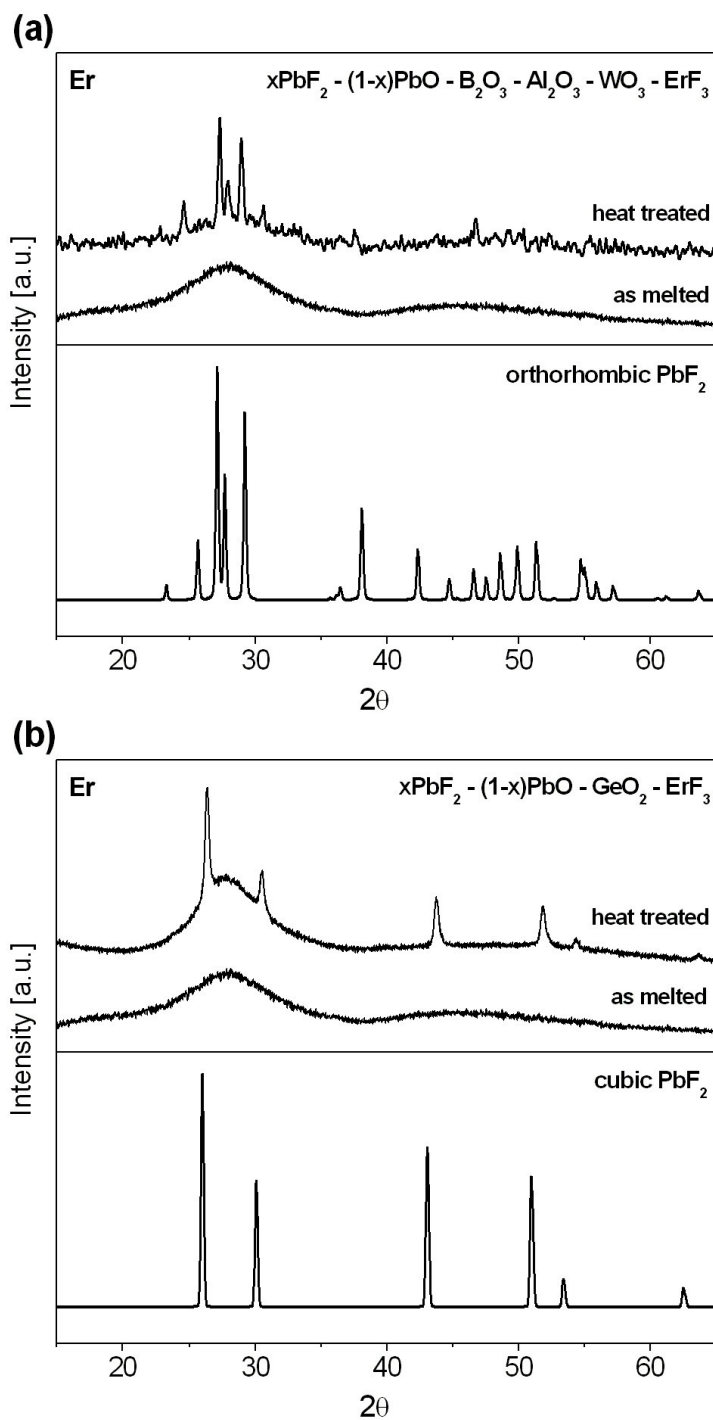 (a)
Er
xPbF₂ - (1-x)PbO - B₂O₃ - Al₂O₃ - WO₃ - ErF₃
heat treated
as melted
orthorhombic PbF₂
Intensity [a.u.]
20 30 40 50 60
2θ
(b)
Er
xPbF₂ - (1-x)PbO - GeO₂ - ErF₃
heat treated
as melted
cubic PbF₂
Intensity [a.u.]
20 30 40 50 60
2θ